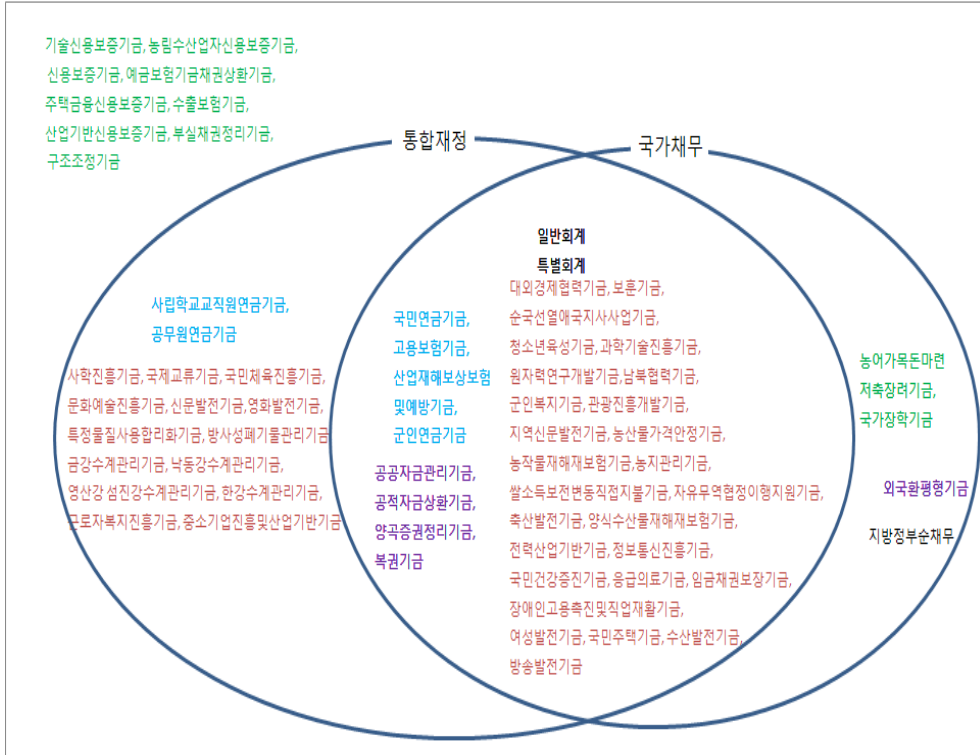 기술신용보증기금, 농림수산업자신용보증기금,
신용보증기금, 예금보험기금채권상환기금,
주택금융신용보증기금, 수출보험기금,
산업기반신용보증기금, 부실채권정리기금,
구조조정기금
통합재정
국가채무
사립학교교직원연금기금,
공무원연금기금
사학진흥기금, 국제교류기금, 국민체육진흥기금,
문화예술진흥기금, 신문발전기금, 영화발전기금,
특정물질사용합리화기금, 방사성폐기물관리기금
금강수계관리기금, 낙동강수계관리기금,
영산강 섬진강수계관리기금, 한강수계관리기금,
근로자복지진흥기금, 중소기업진흥및산업기반기금
국민연금기금,
고용보험기금,
산업재해보상보험
및예방기금,
군인연금기금
공공자금관리기금,
공적자금상환기금,
양곡증권정리기금,
복권기금
일반회계
특별회계
대외경제협력기금, 보훈기금,
순국선열애국지사사업기금,
청소년육성기금, 과학기술진흥기금,
원자력연구개발기금, 남북협력기금,
군인복지기금, 관광진흥개발기금,
지역신문발전기금, 농산물가격안정기금,
농작물재해재보험기금, 농지관리기금,
쌀소득보전변동직접지불기금, 자유무역협정이행지원기금,
축산발전기금, 양식수산물재해재보험기금,
전력산업기반기금, 정보통신진흥기금,
국민건강증진기금, 응급의료기금, 임금채권보장기금,
장애인고용촉진및직업재활기금,
여성발전기금, 국민주택기금, 수산발전기금,
방송발전기금
농어가목돈마련
저축장려기금,
국가장학기금
외국환평형기금
지방정부순채무